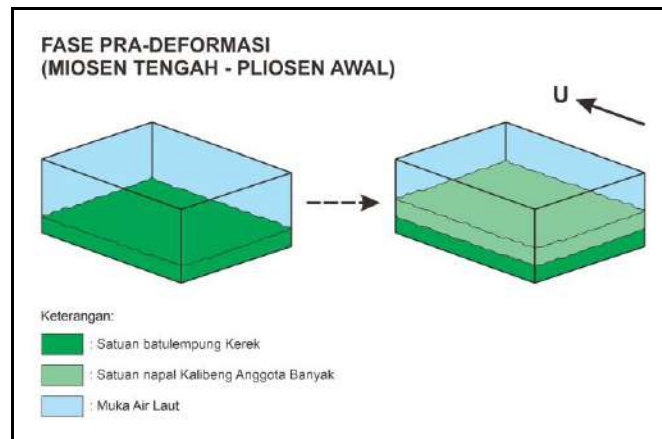 FASE PRA-DEFORMASI
(MIOSEN TENGAH - PLIOSEN AWAL)
U
Keterangan:
: Satuan batulempung Kerek
: Satuan napal Kalibeng Anggota Banyak
: Muka Air Laut